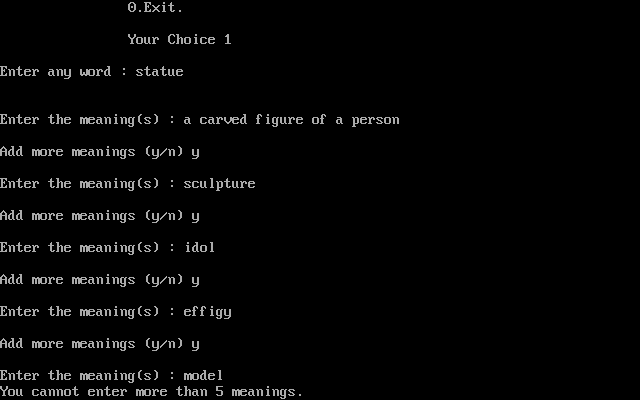 0.Exit.
Your Choice 1
Enter any word : statue
Enter the meaning(s) : a carved figure of a person
Add more meanings (y/n) y
Enter the meaning(s) : sculpture
Add more meanings (y/n) y
Enter the meaning(s) : idol
Add more meanings (y/n) y
Enter the meaning(s) : effigy
Add more meanings (y/n) y
Enter the meaning(s) : model
You cannot enter more than 5 meanings.